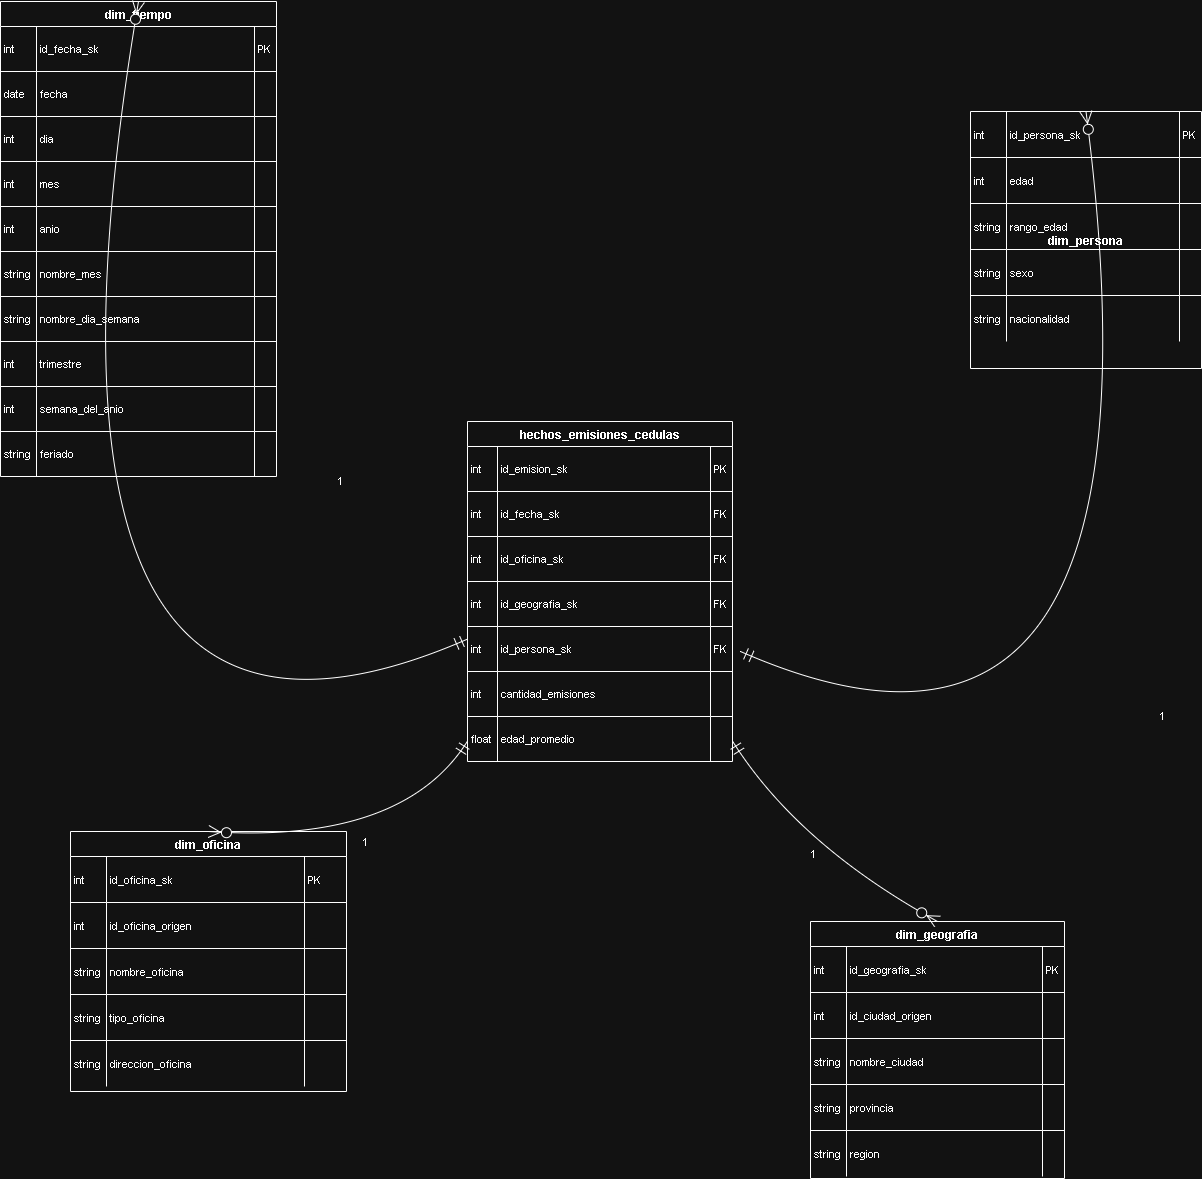 dim_tiempo
int id_fecha_sk PK
date fecha
int dia
int mes
int anio
string nombre_mes
string nombre_dia_semana
int trimestre
int semana_del_anio
string feriado
1
int id_persona_sk PK
int edad
string rango_edad
dim_persona
string sexo
string nacionalidad
hechos_emisiones_cedulas
int id_emision_sk PK
int id_fecha_sk FK
int id_oficina_sk FK
int id_geografia_sk FK
int id_persona_sk FK
int cantidad_emisiones
float edad_promedio
1
dim_oficina
int id_oficina_sk PK
int id_oficina_origen
string nombre_oficina
string tipo_oficina
string direccion_oficina
1
1
dim_geografia
int id_geografia_sk PK
int id_ciudad_origen
string nombre_ciudad
string provincia
string region